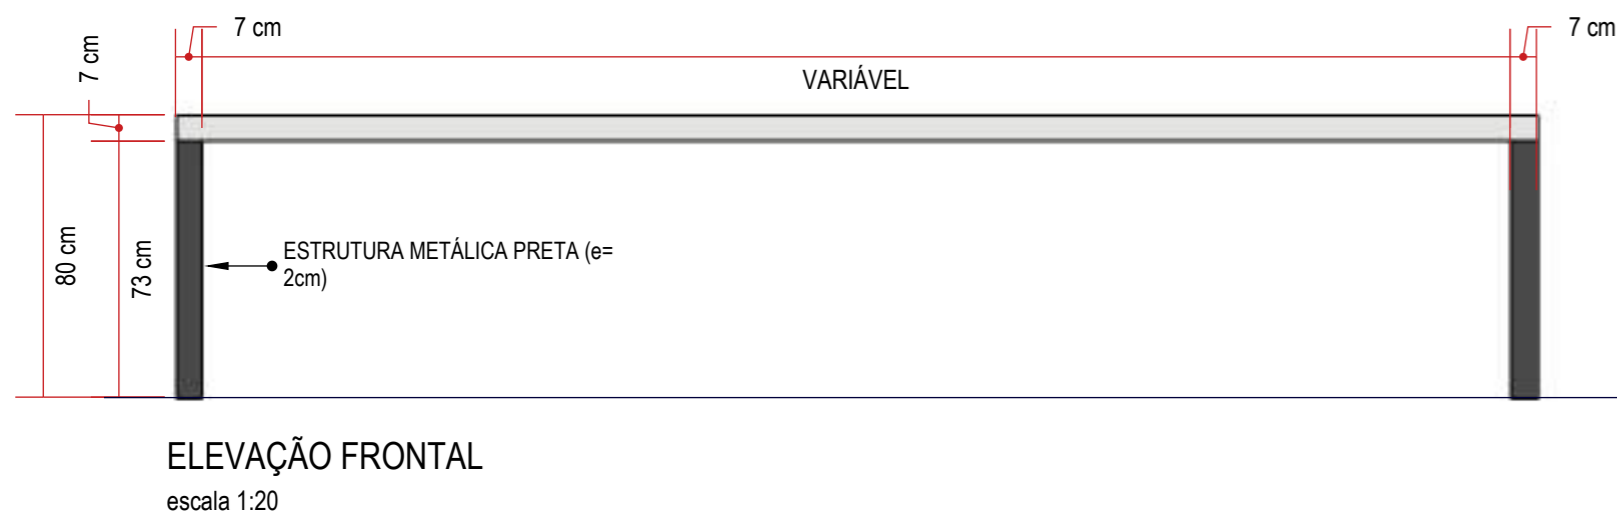 7 cm
7 cm
7 cm
VARIÁVEL
80 cm
73 cm
ESTRUTURA METÁLICA PRETA (e=
2cm)
ELEVAÇÃO FRONTAL
escala 1:20